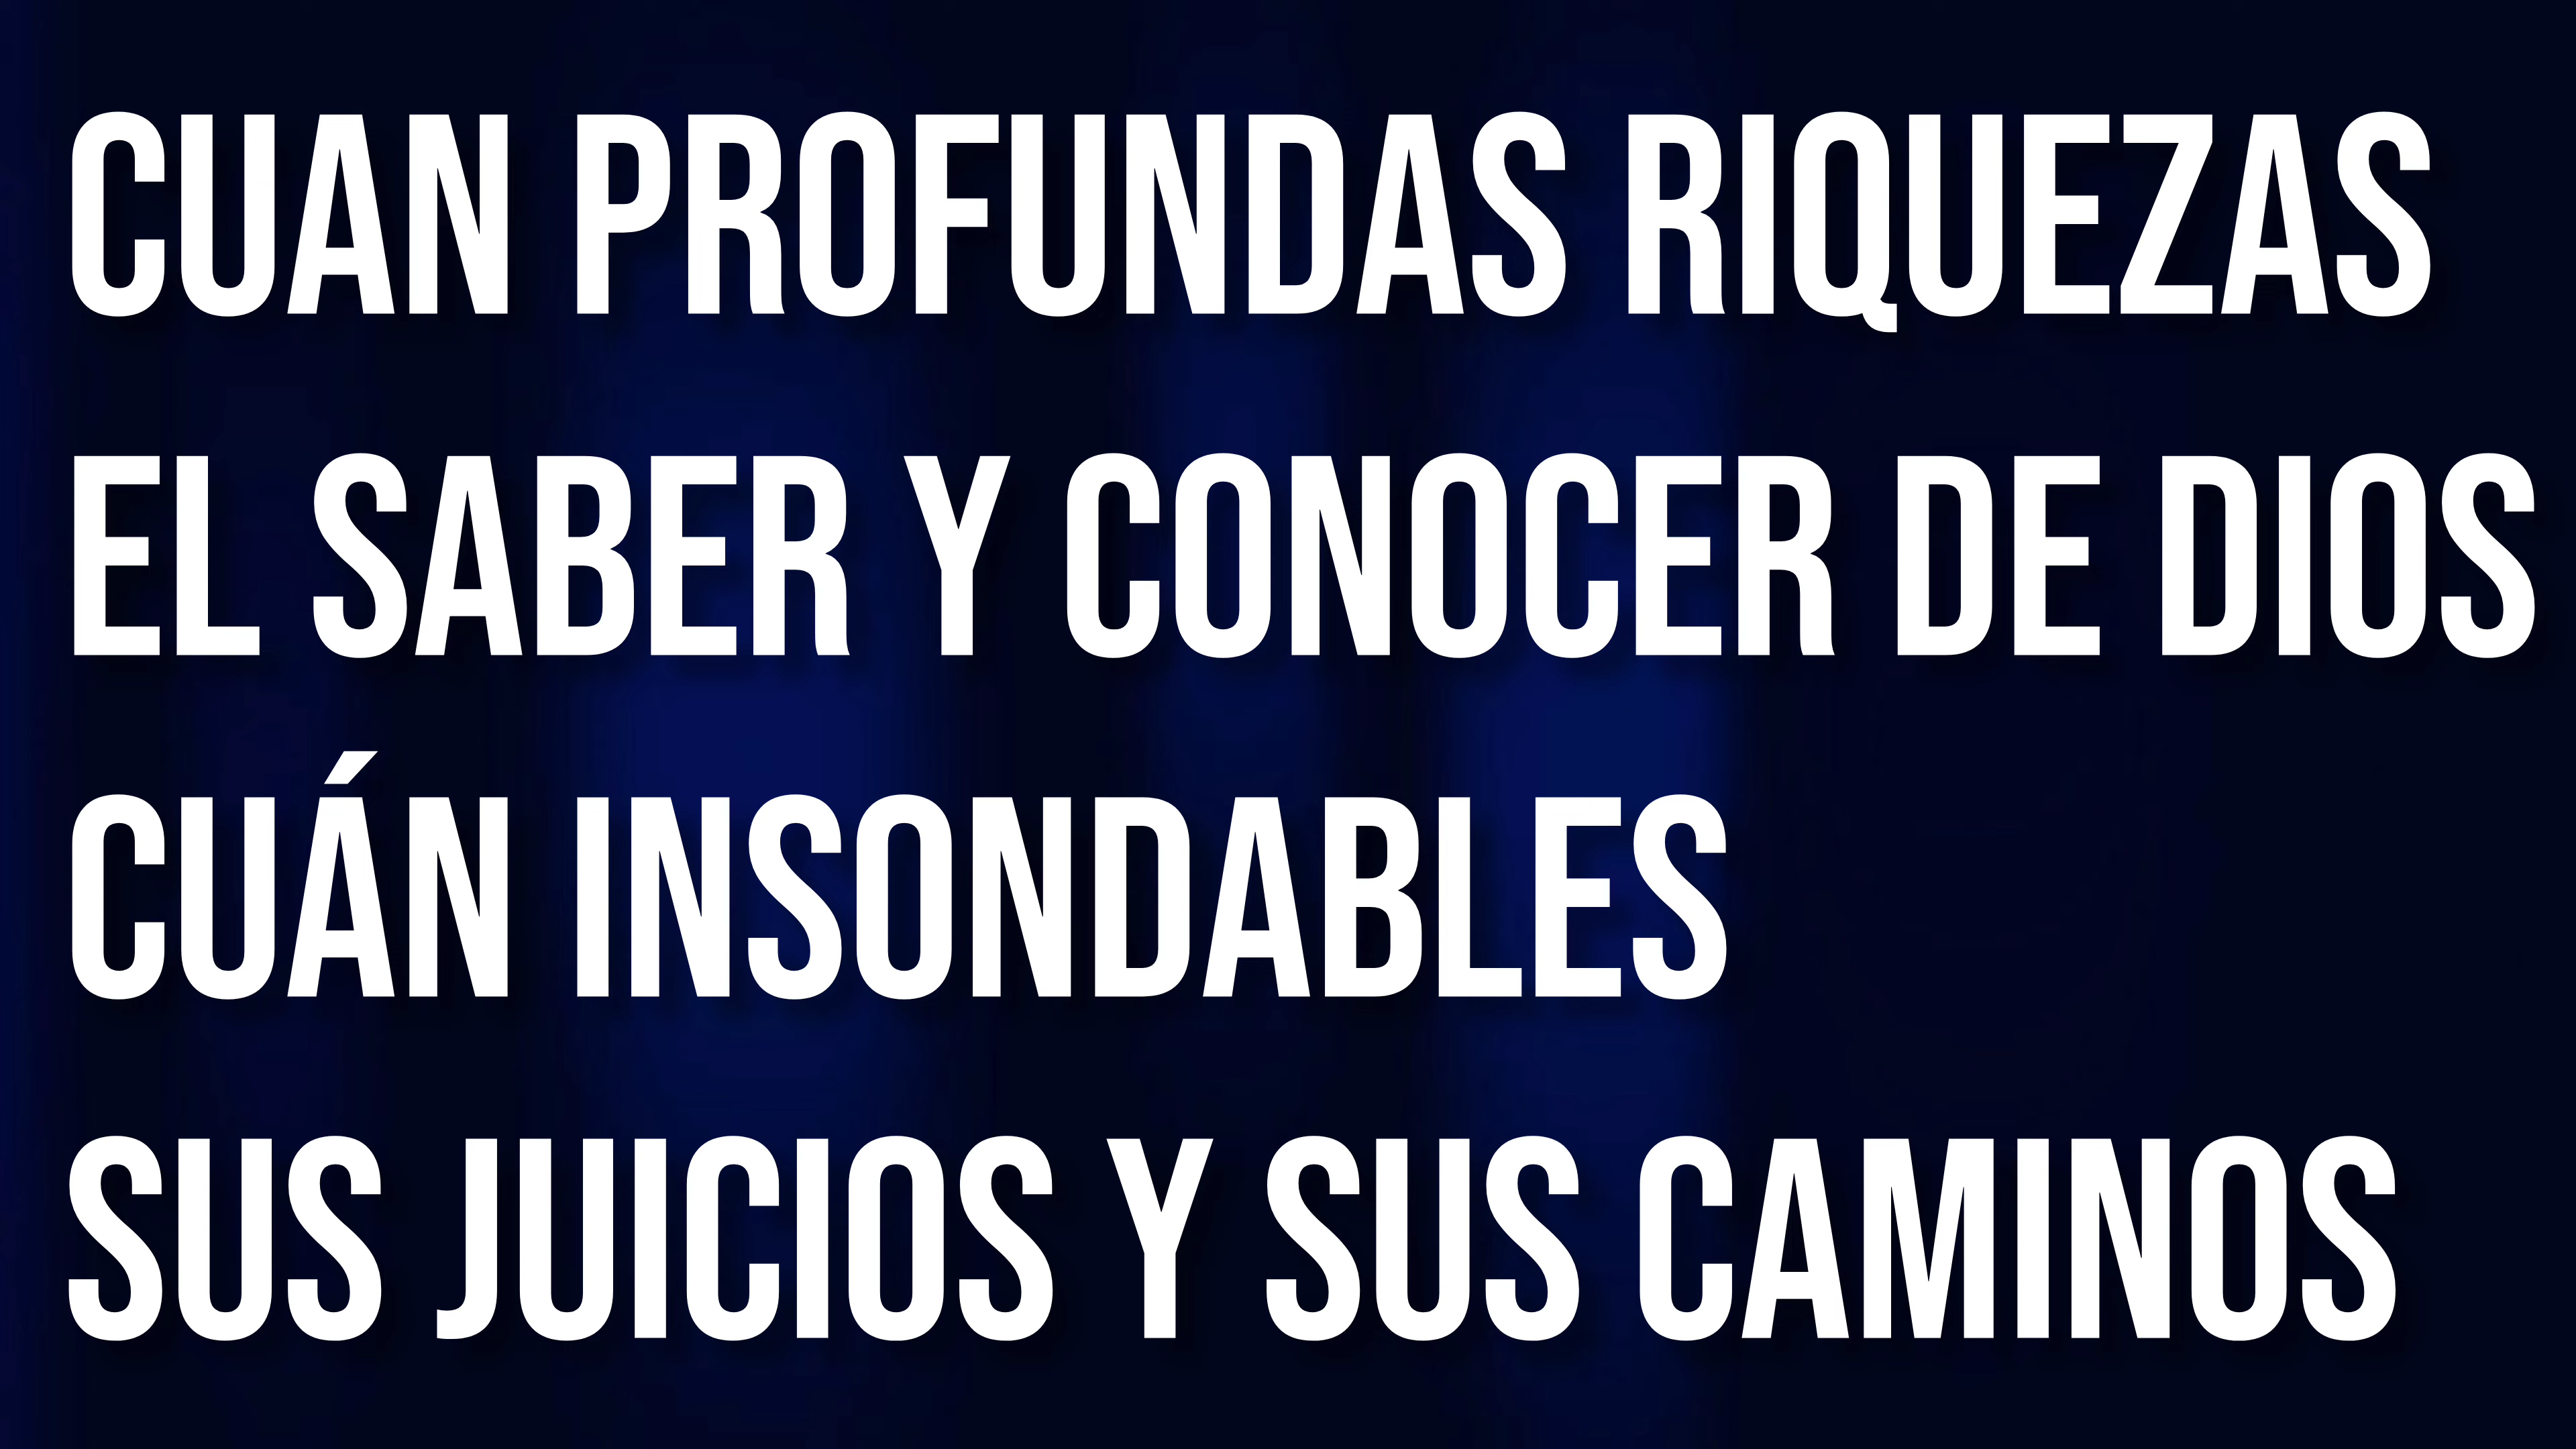 CUAN PROFUNDAS RIQUEZAS
EL SABER Y CONOCER DE DIOS
CUÁN INSONDABLES
SUS JUICIOS Y SUS CAMINOS